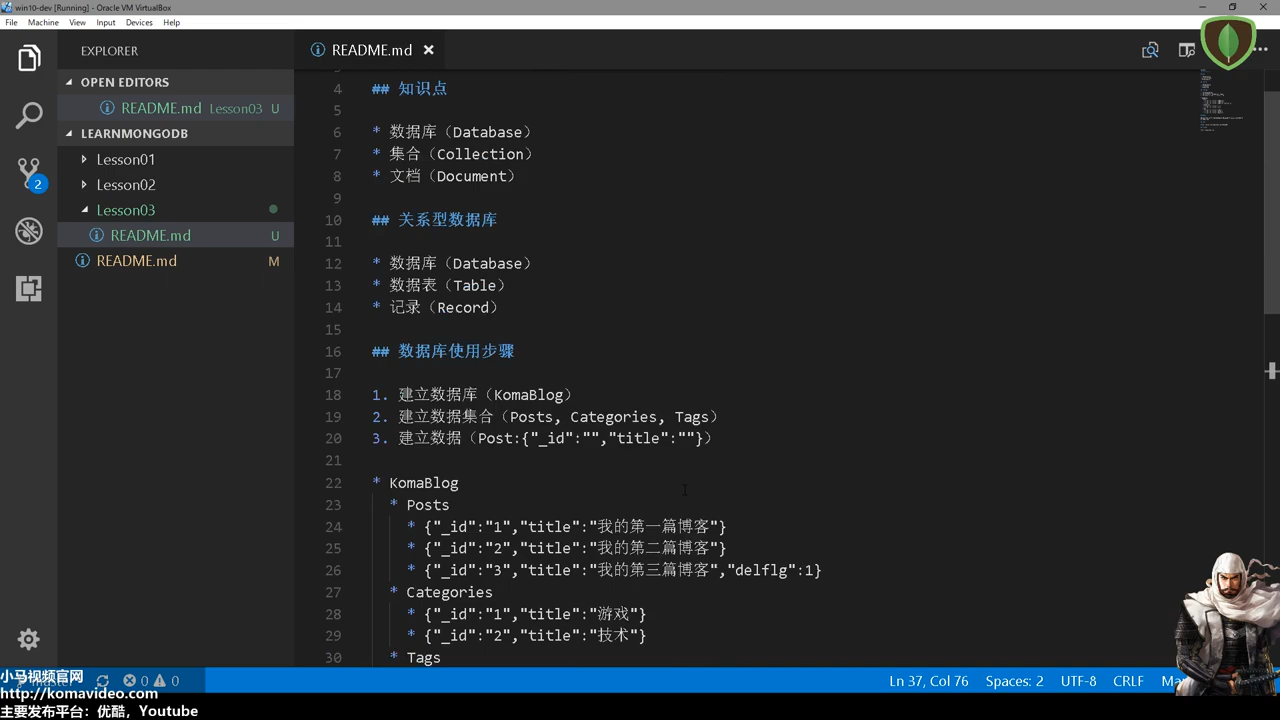 win10-dev [Running] - Oracle VM VirtualBox
File Machine View Input Devices Help
EXPLORER
README.md
OPEN EDITORS
README.md Lesson03 U
LEARNMONGODB
Lesson01
Lesson02
Lesson03
README.md U
README.md M
2
4 ## 知识点
5
6 * 数据库（Database）
7 * 集合（Collection）
8 * 文档（Document）
9
10 ## 关系型数据库
11
12 * 数据库（Database）
13 * 数据表（Table）
14 * 记录（Record）
15
16 ## 数据库使用步骤
17
18 1. 建立数据库（KomaBlog）
19 2. 建立数据集合（Posts, Categories, Tags）
20 3. 建立数据（Post:{"_id":"","title":""}）
21
22 * KomaBlog
23 * Posts
24 * {"_id":"1","title":"我的第一篇博客"}
25 * {"_id":"2","title":"我的第二篇博客"}
26 * {"_id":"3","title":"我的第三篇博客","delflg":1}
27 * Categories
28 * {"_id":"1","title":"游戏"}
29 * {"_id":"2","title":"技术"}
30 * Tags
小马视频官网
http://komavideo.com
主要发布平台：优酷，Youtube
0 0
Ln 37, Col 76 Spaces: 2 UTF-8 CRLF